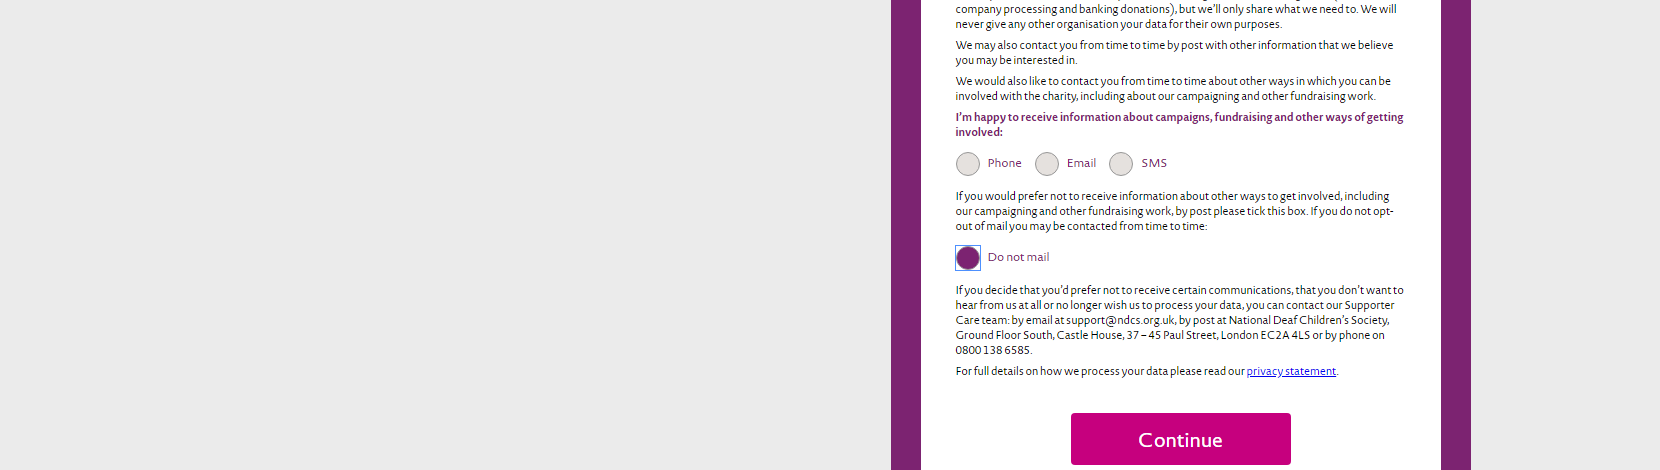 company processing and banking donations), but we'll only share what we need to. We will
never give any other organisation your data for their own purposes.
We may also contact you from time to time by post with other information that we believe
you may be interested in.
We would also like to contact you from time to time about other ways in which you can be
involved with the charity, including about our campaigning and other fundraising work.
I'm happy to receive information about campaigns, fundraising and other ways of getting
involved:
Phone Email SMS
If you would prefer not to receive information about other ways to get involved, including
our campaigning and other fundraising work, by post please tick this box. If you do not opt-
out of mail you may be contacted from time to time:
Do not mail
If you decide that you'd prefer not to receive certain communications, that you don't want to
hear from us at all or no longer wish us to process your data, you can contact our Supporter
Care team: by email at support@ndcs.org.uk, by post at National Deaf Children's Society,
Ground Floor South, Castle House, 37 – 45 Paul Street, London EC2A 4LS or by phone on
0800 138 6585.
For full details on how we process your data please read our privacy statement.
Continue